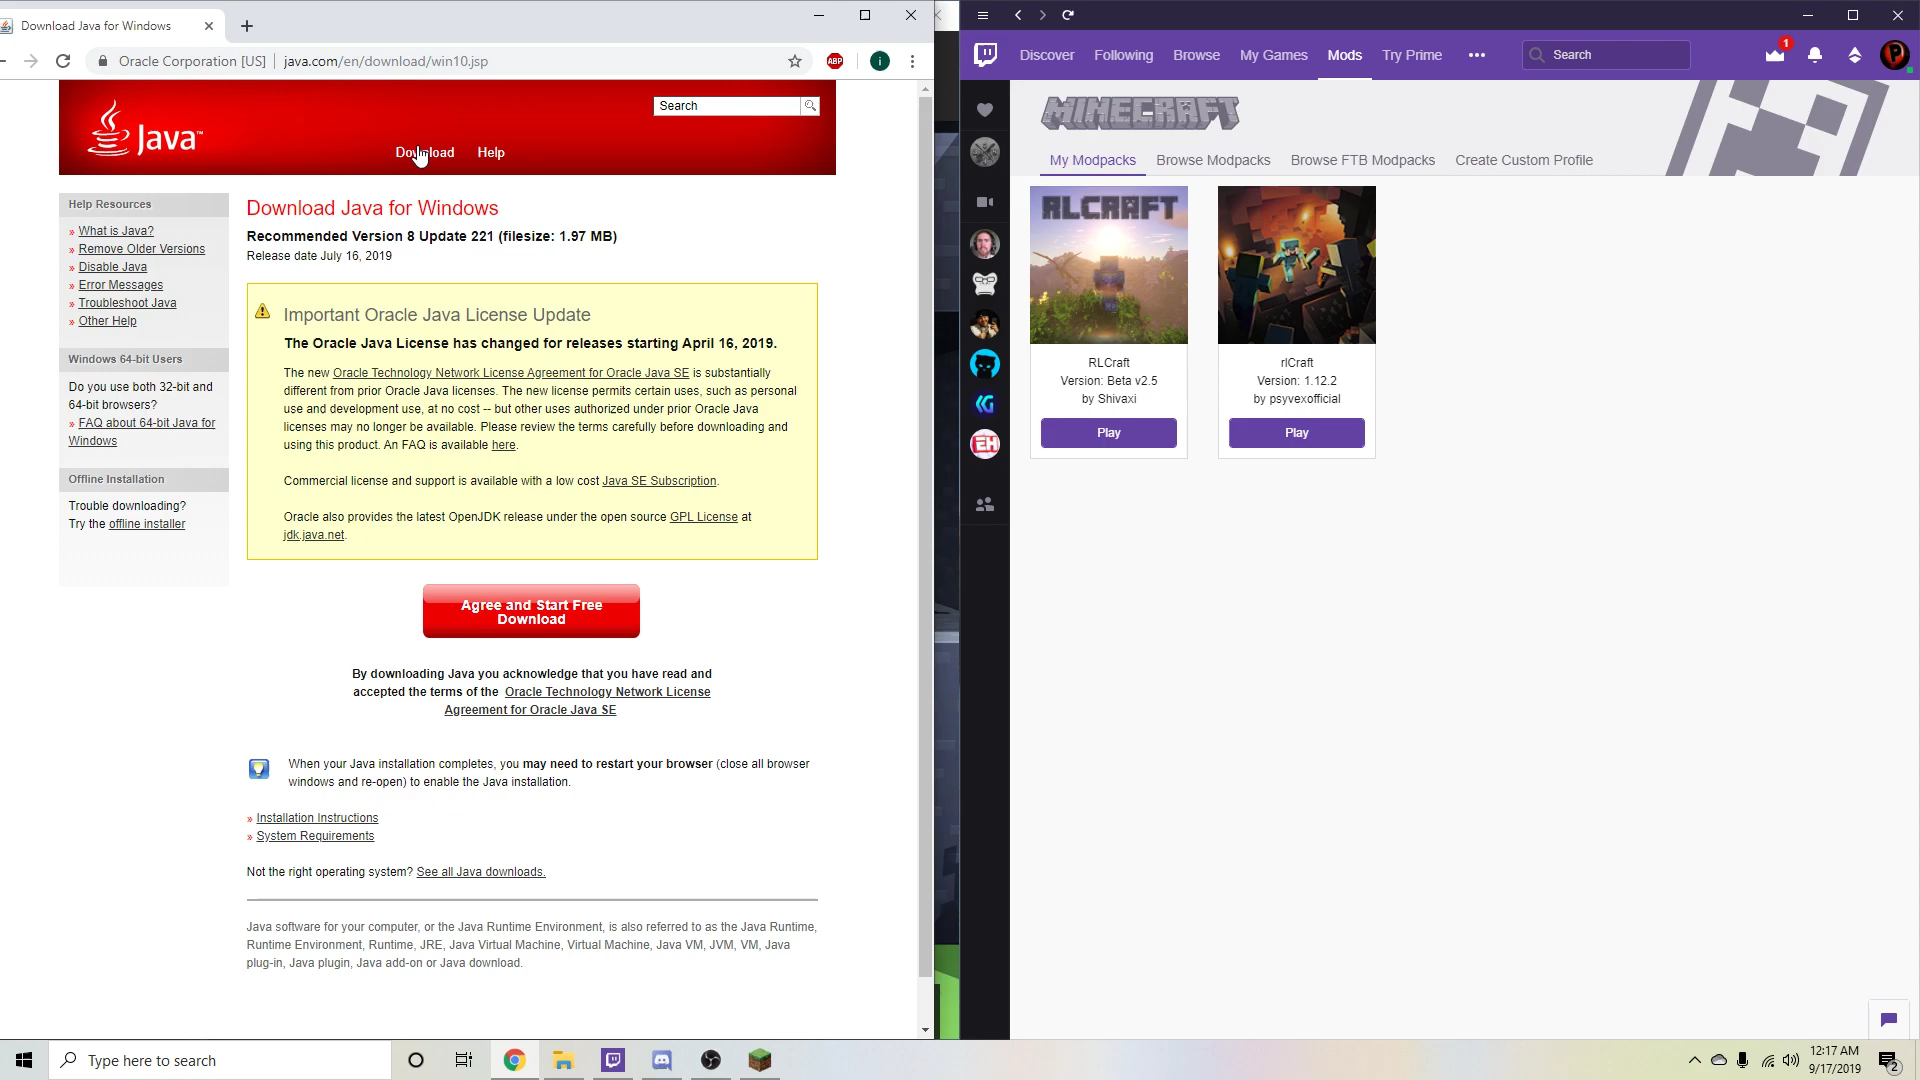 Download Java for Windows
Oracle Corporation [US] | java.com/en/download/win10.jsp
ABP
i
Java™
Search
Download Help
Help Resources
» What is Java?
» Remove Older Versions
» Disable Java
» Error Messages
» Troubleshoot Java
» Other Help
Windows 64-bit Users
Do you use both 32-bit and
64-bit browsers?
» FAQ about 64-bit Java for
Windows
Offline Installation
Trouble downloading?
Try the offline installer
Download Java for Windows
Recommended Version 8 Update 221 (filesize: 1.97 MB)
Release date July 16, 2019
Important Oracle Java License Update
The Oracle Java License has changed for releases starting April 16, 2019.
The new Oracle Technology Network License Agreement for Oracle Java SE is substantially
different from prior Oracle Java licenses. The new license permits certain uses, such as personal
use and development use, at no cost -- but other uses authorized under prior Oracle Java
licenses may no longer be available. Please review the terms carefully before downloading and
using this product. An FAQ is available here.
Commercial license and support is available with a low cost Java SE Subscription.
Oracle also provides the latest OpenJDK release under the open source GPL License at
jdk.java.net.
Agree and Start Free
Download
By downloading Java you acknowledge that you have read and
accepted the terms of the Oracle Technology Network License
Agreement for Oracle Java SE
When your Java installation completes, you may need to restart your browser (close all browser
windows and re-open) to enable the Java installation.
» Installation Instructions
» System Requirements
Not the right operating system? See all Java downloads.
Java software for your computer, or the Java Runtime Environment, is also referred to as the Java Runtime,
Runtime Environment, Runtime, JRE, Java Virtual Machine, Virtual Machine, Java VM, JVM, VM, Java
plug-in, Java plugin, Java add-on or Java download.
Discover Following Browse My Games Mods Try Prime ••• Search
1
MINECRAFT
My Modpacks Browse Modpacks Browse FTB Modpacks Create Custom Profile
RLCRAFT
RLCraft
Version: Beta v2.5
by Shivaxi
Play
rlCraft
Version: 1.12.2
by psyvexofficial
Play
EH
Type here to search
12:17 AM
9/17/2019
2